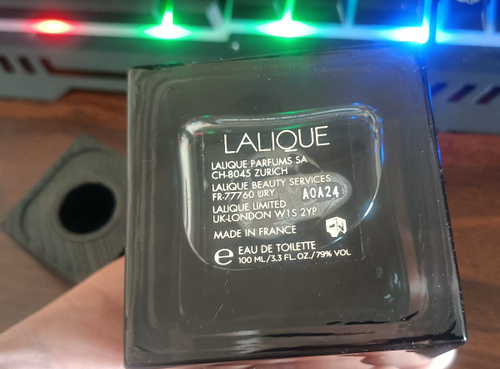 LALIQUE
LALIQUE PARFUMS SA
CH-8045 ZURICH
LALIQUE BEAUTY SERVICES
FR-77760 URY
A0A24
LALIQUE LIMITED
UK-LONDON W1S 2YP
MADE IN FRANCE
℮ EAU DE TOILETTE
100 ML/3.3 FL. OZ./79% VOL